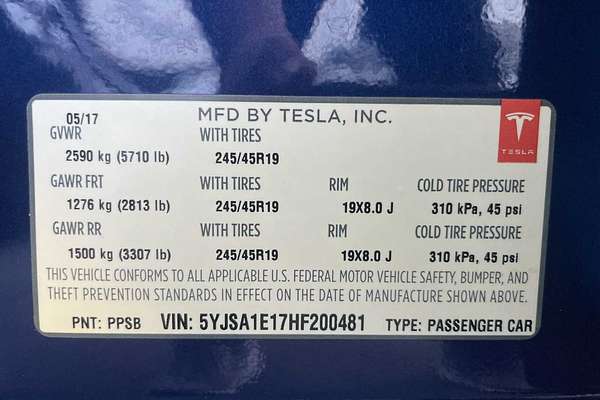 05/17 MFD BY TESLA, INC.
GVWR WITH TIRES
2590 kg (5710 lb) 245/45R19
TESLA
GAWR FRT WITH TIRES RIM COLD TIRE PRESSURE
1276 kg (2813 lb) 245/45R19 19X8.0 J 310 kPa, 45 psi
GAWR RR WITH TIRES RIM COLD TIRE PRESSURE
1500 kg (3307 lb) 245/45R19 19X8.0 J 310 kPa, 45 psi
THIS VEHICLE CONFORMS TO ALL APPLICABLE U.S. FEDERAL MOTOR VEHICLE SAFETY, BUMPER, AND
THEFT PREVENTION STANDARDS IN EFFECT ON THE DATE OF MANUFACTURE SHOWN ABOVE.
PNT: PPSB VIN: 5YJSA1E17HF200481 TYPE: PASSENGER CAR